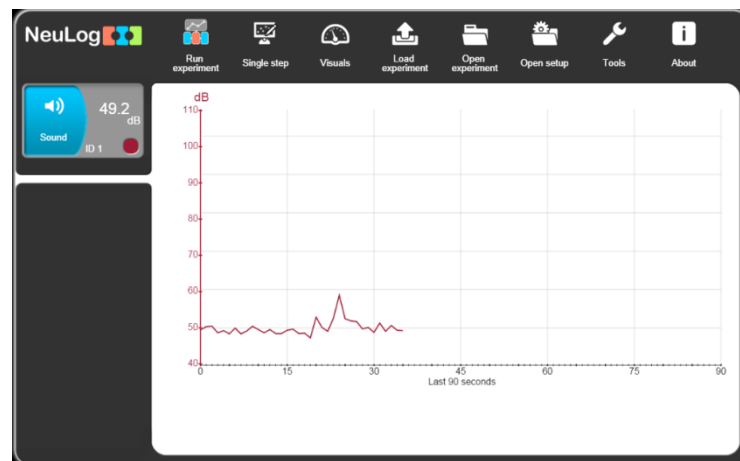 NeuLog
Run experiment
Single step
Visuals
Load experiment
Open experiment
Open setup
Tools
About
Sound
49.2 dB
ID 1
dB
110
100
90
80
70
60
50
40
0 15 30 45 60 75 90
Last 90 seconds